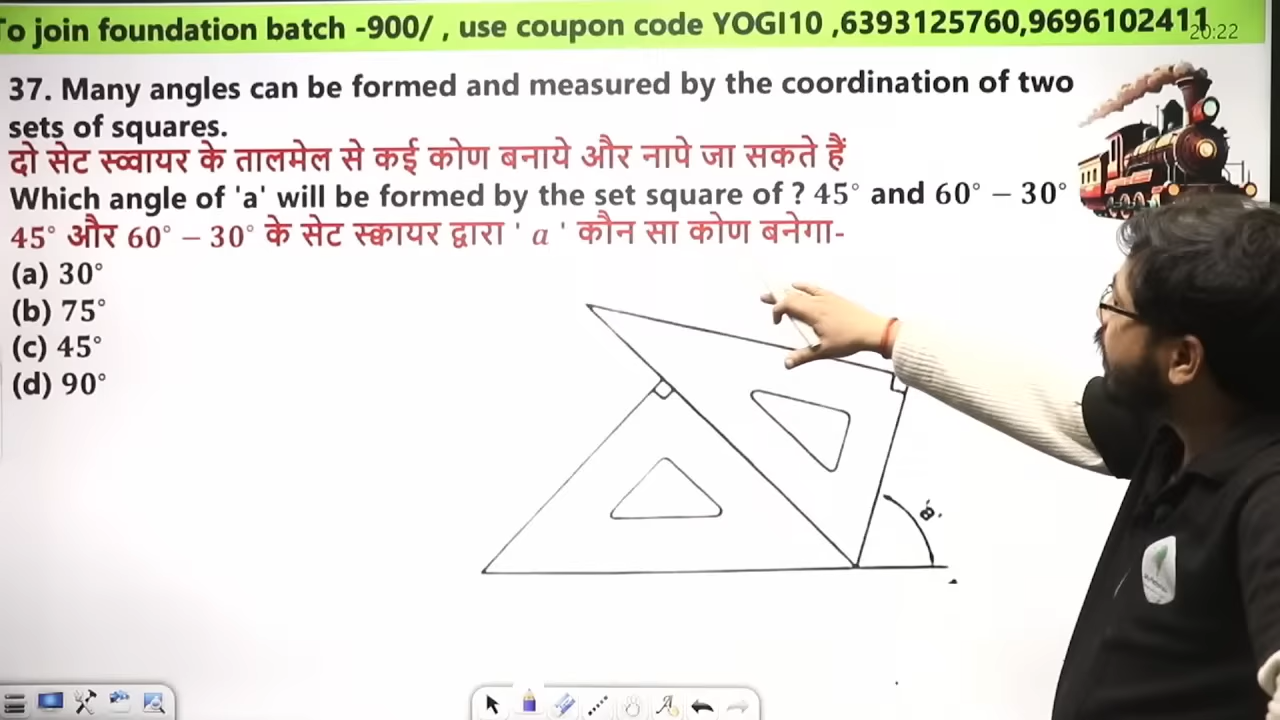 To join foundation batch -900/ , use coupon code YOGI10 ,6393125760,9696102411
20:22
37. Many angles can be formed and measured by the coordination of two
sets of squares.
दो सेट स्क्वायर के तालमेल से कई कोण बनाये और नापे जा सकते हैं
Which angle of 'a' will be formed by the set square of ? 45° and 60° – 30°
45° और 60° – 30° के सेट स्क्वायर द्वारा ' a ' कौन सा कोण बनेगा-
(a) 30°
(b) 75°
(c) 45°
(d) 90°
'a'